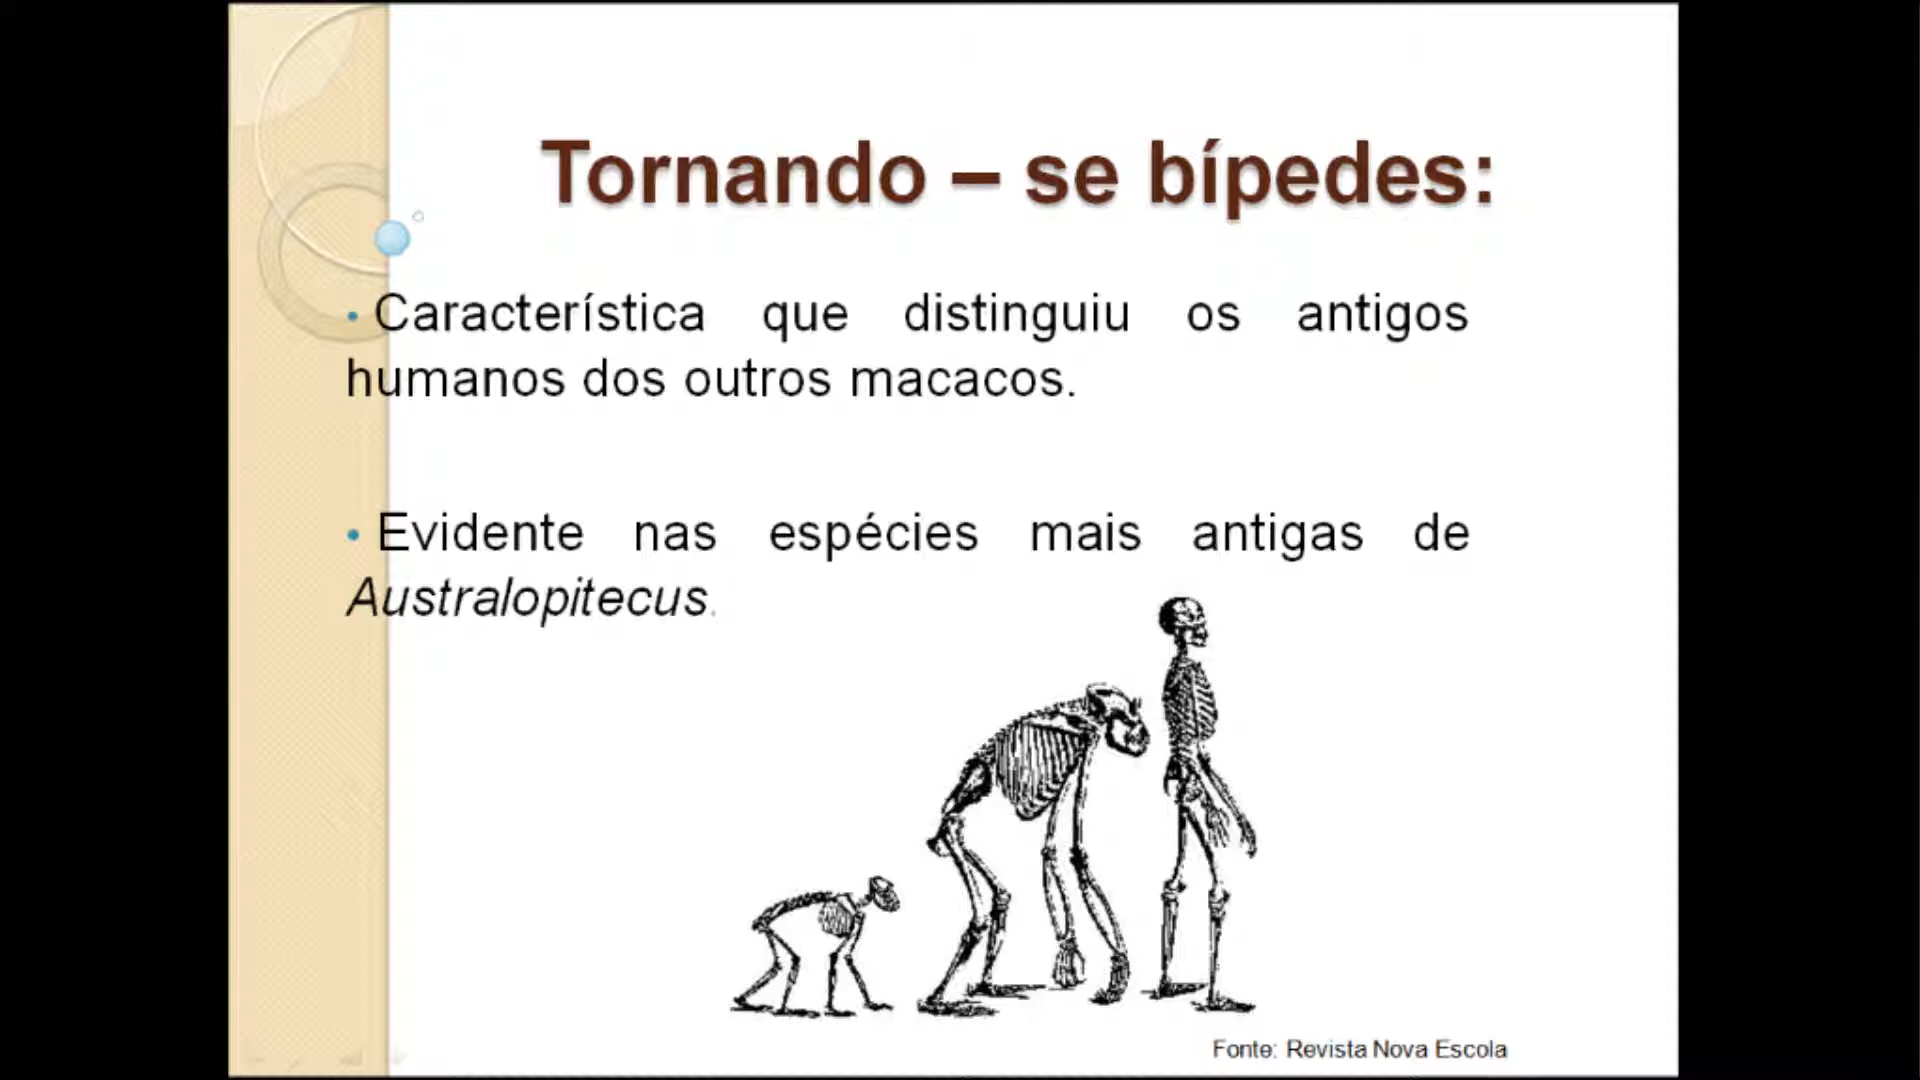 Tornando – se bípedes:
• Característica que distinguiu os antigos
humanos dos outros macacos.
• Evidente nas espécies mais antigas de
Australopitecus.
Fonte: Revista Nova Escola